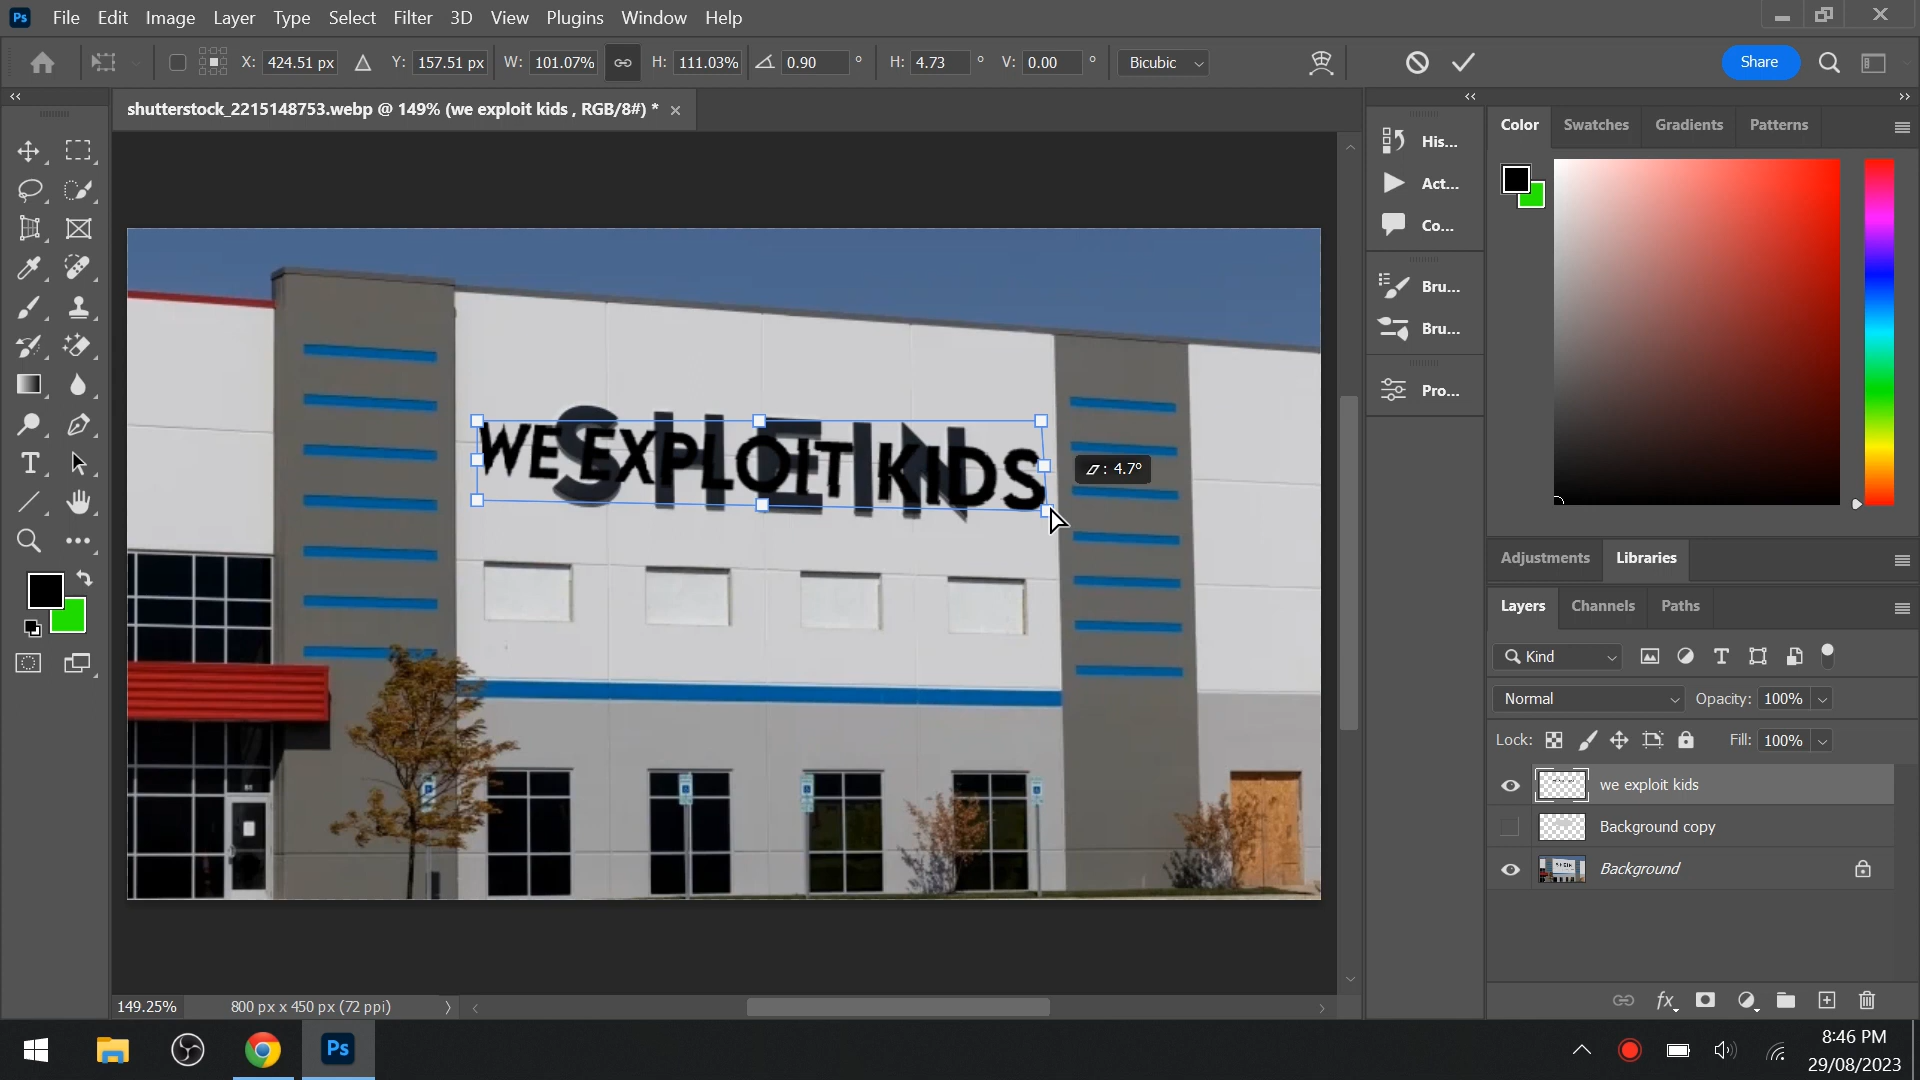 Ps File Edit Image Layer Type Select Filter 3D View Plugins Window Help
X: 424.51 px Y: 157.51 px W: 101.07% H: 111.03% 0.90 ° H: 4.73 ° V: 0.00 ° Bicubic Share
shutterstock_2215148753.webp @ 149% (we exploit kids , RGB/8#) *
His...
Act...
Co...
Bru...
Bru...
Pro...
Color Swatches Gradients Patterns
SHEIN
WE EXPLOIT KIDS
: 4.7°
Adjustments Libraries
Layers Channels Paths
Kind
Normal Opacity: 100%
Lock: Fill: 100%
we exploit kids
Background copy
Background
149.25% 800 px x 450 px (72 ppi)
Ps
8:46 PM
29/08/2023